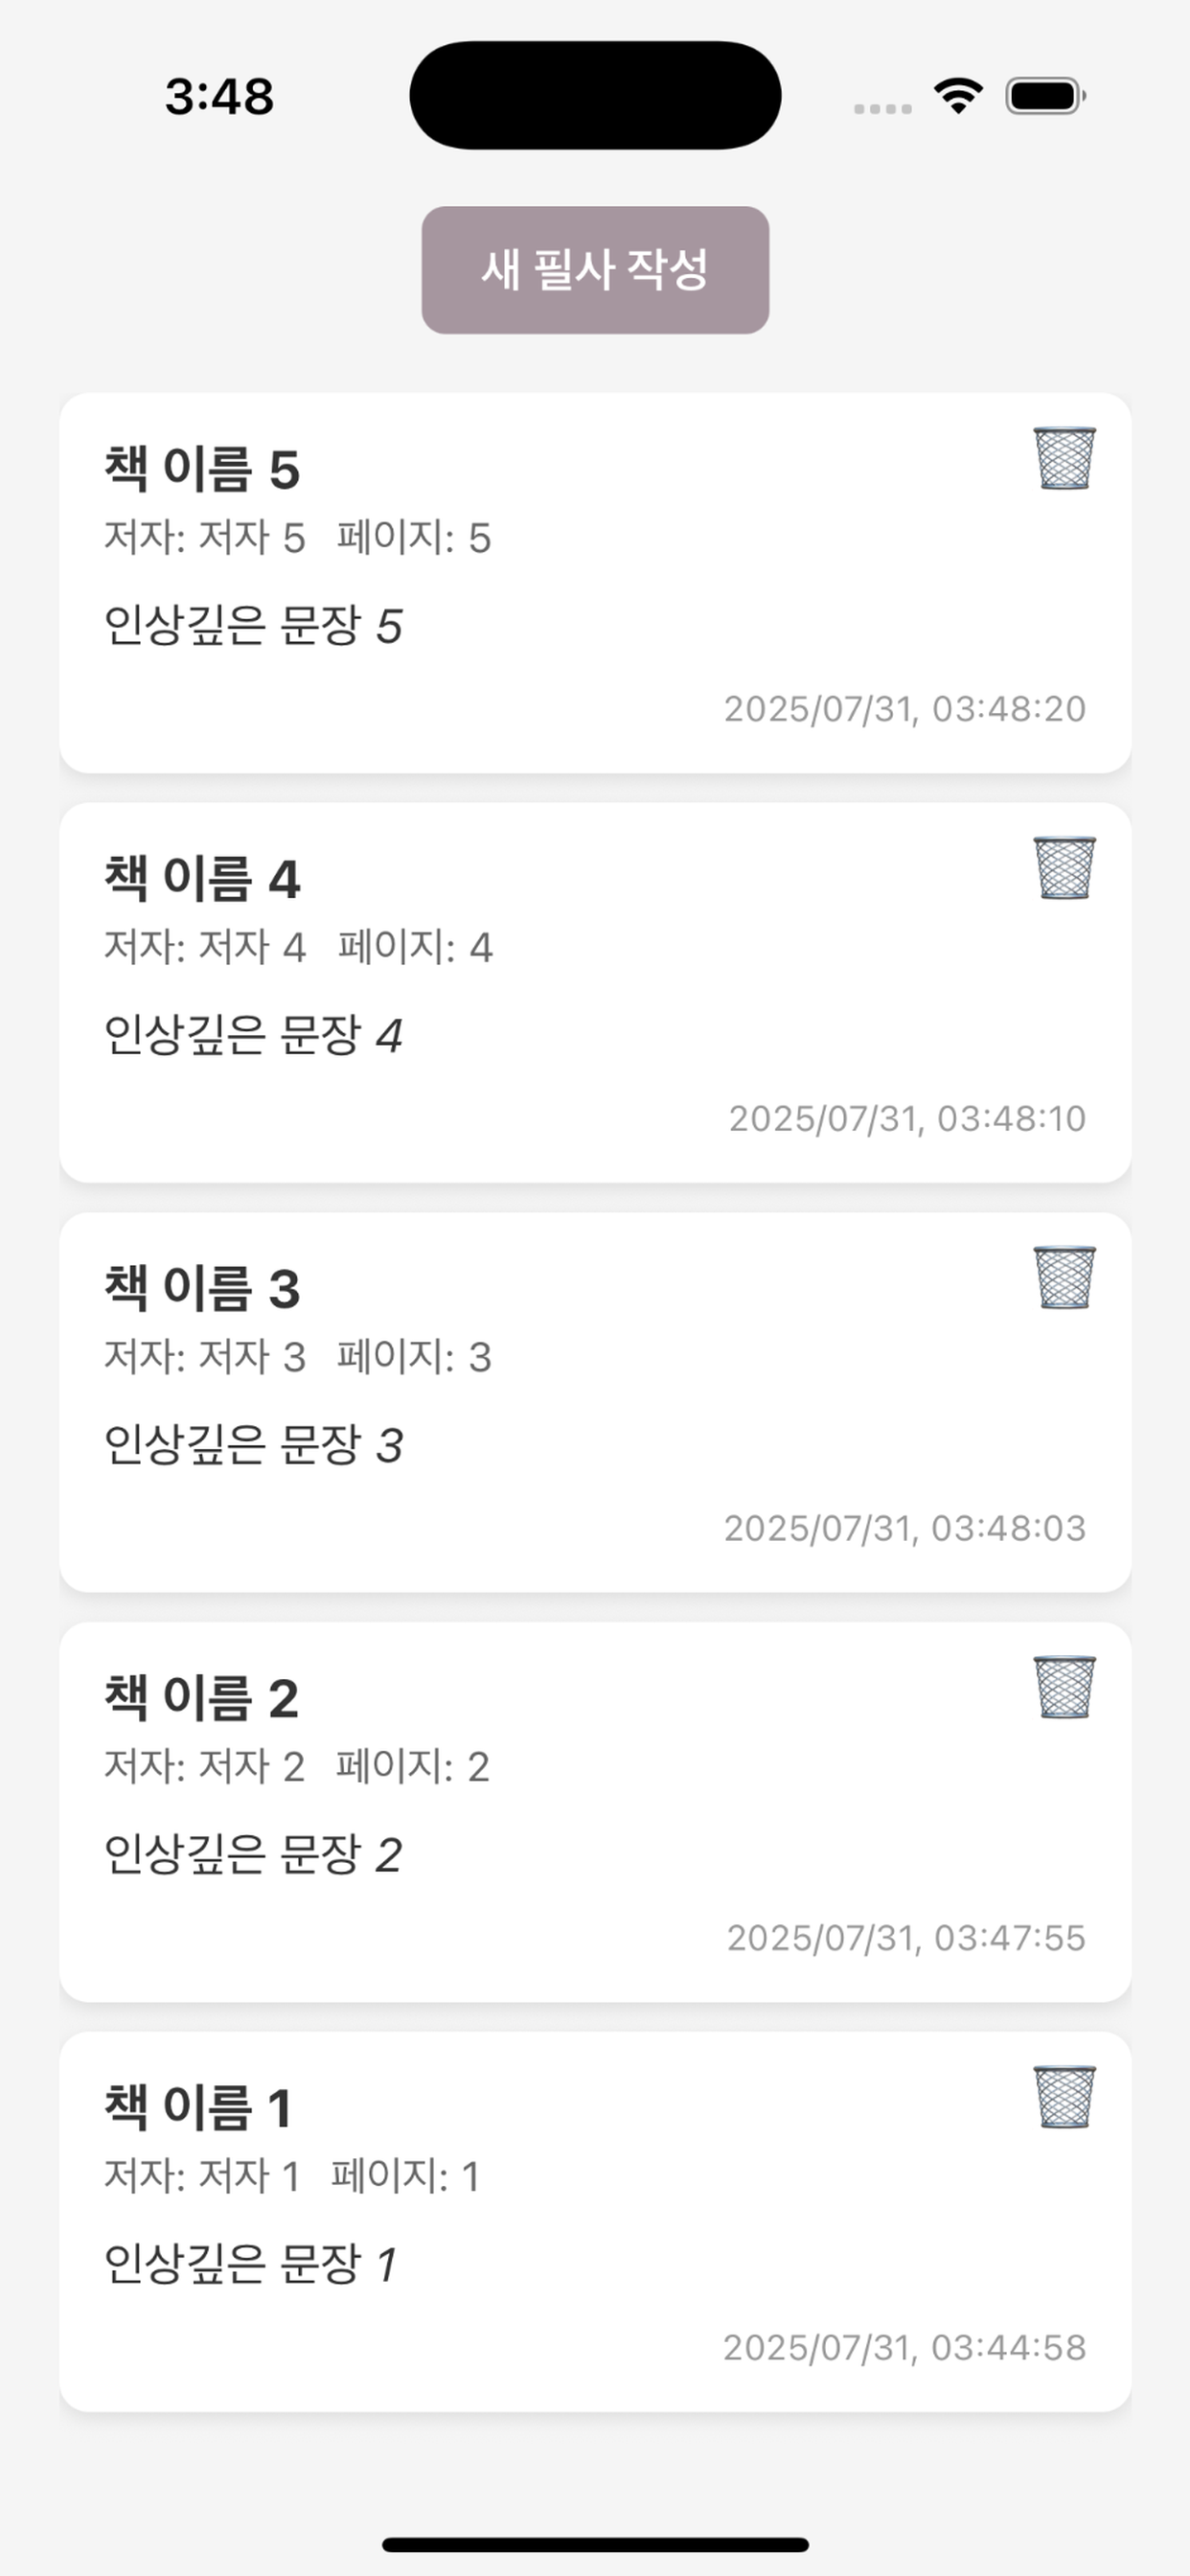 3:48
새 필사 작성
책 이름 5
저자: 저자 5 페이지: 5
인상깊은 문장 5
2025/07/31, 03:48:20
책 이름 4
저자: 저자 4 페이지: 4
인상깊은 문장 4
2025/07/31, 03:48:10
책 이름 3
저자: 저자 3 페이지: 3
인상깊은 문장 3
2025/07/31, 03:48:03
책 이름 2
저자: 저자 2 페이지: 2
인상깊은 문장 2
2025/07/31, 03:47:55
책 이름 1
저자: 저자 1 페이지: 1
인상깊은 문장 1
2025/07/31, 03:44:58